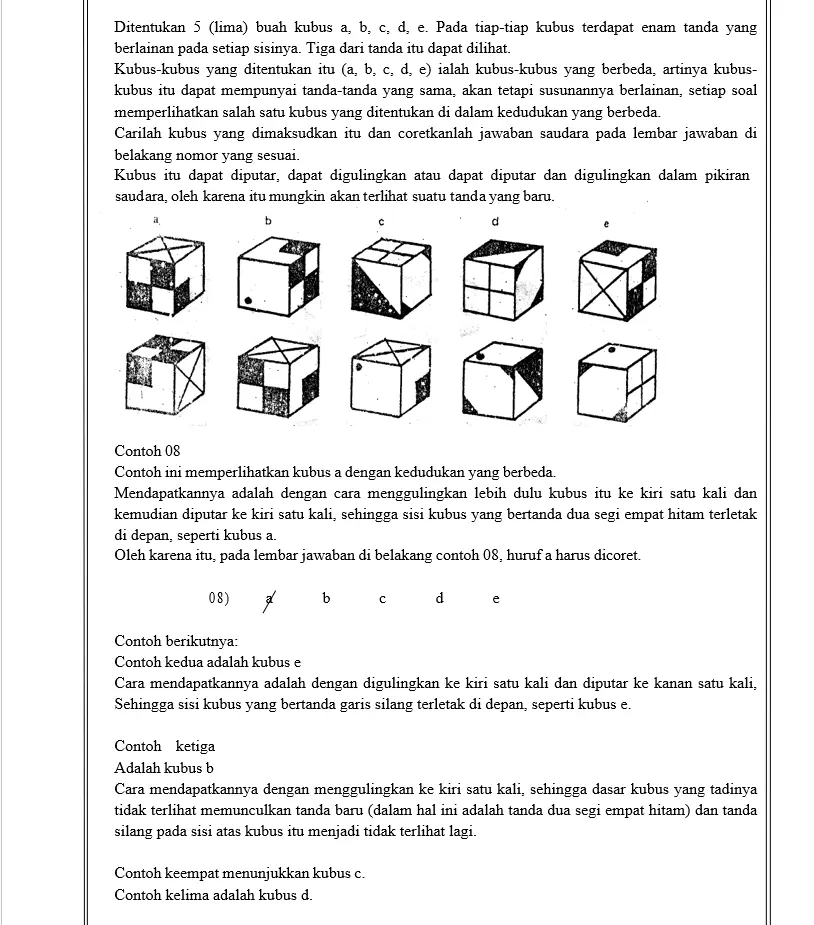 Ditentukan 5 (lima) buah kubus a, b, c, d, e. Pada tiap-tiap kubus terdapat enam tanda yang
berlainan pada setiap sisinya. Tiga dari tanda itu dapat dilihat.
Kubus-kubus yang ditentukan itu (a, b, c, d, e) ialah kubus-kubus yang berbeda, artinya kubus-
kubus itu dapat mempunyai tanda-tanda yang sama, akan tetapi susunannya berlainan, setiap soal
memperlihatkan salah satu kubus yang ditentukan di dalam kedudukan yang berbeda.
Carilah kubus yang dimaksudkan itu dan coretkanlah jawaban saudara pada lembar jawaban di
belakang nomor yang sesuai.
Kubus itu dapat diputar, dapat digulingkan atau dapat diputar dan digulingkan dalam pikiran
saudara, oleh karena itu mungkin akan terlihat suatu tanda yang baru.
a b c d e
Contoh 08
Contoh ini memperlihatkan kubus a dengan kedudukan yang berbeda.
Mendapatkannya adalah dengan cara menggulingkan lebih dulu kubus itu ke kiri satu kali dan
kemudian diputar ke kiri satu kali, sehingga sisi kubus yang bertanda dua segi empat hitam terletak
di depan, seperti kubus a.
Oleh karena itu, pada lembar jawaban di belakang contoh 08, huruf a harus dicoret.
08) a b c d e
Contoh berikutnya:
Contoh kedua adalah kubus e
Cara mendapatkannya adalah dengan digulingkan ke kiri satu kali dan diputar ke kanan satu kali,
Sehingga sisi kubus yang bertanda garis silang terletak di depan, seperti kubus e.
Contoh ketiga
Adalah kubus b
Cara mendapatkannya dengan menggulingkan ke kiri satu kali, sehingga dasar kubus yang tadinya
tidak terlihat memunculkan tanda baru (dalam hal ini adalah tanda dua segi empat hitam) dan tanda
silang pada sisi atas kubus itu menjadi tidak terlihat lagi.
Contoh keempat menunjukkan kubus c.
Contoh kelima adalah kubus d.